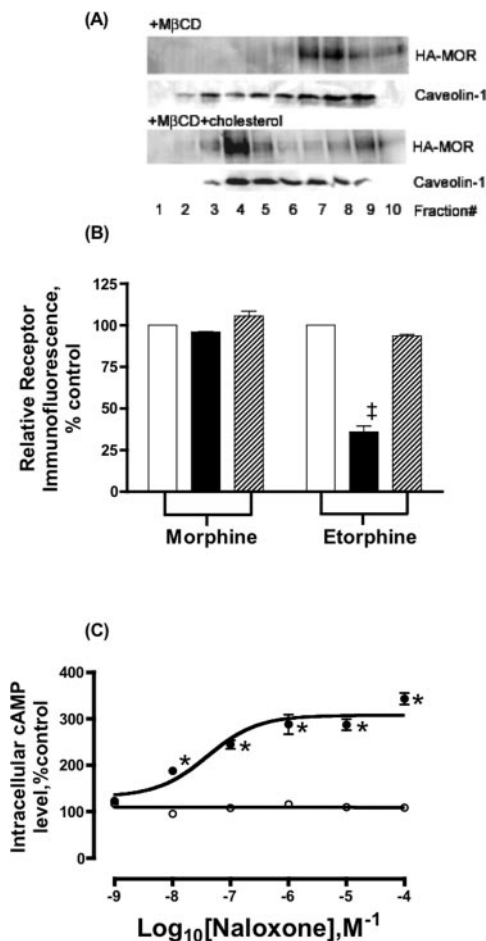 (A)
+MβCD
HA-MOR
Caveolin-1
+MβCD+cholesterol
HA-MOR
Caveolin-1
1 2 3 4 5 6 7 8 9 10 Fraction#
(B)
Relative Receptor
Immunofluorescence,
% control
125
100
75
50
25
0
‡
Morphine Etorphine
(C)
Intracellular cAMP
level,%control
400
300
200
100
0
* * * * *
-9 -8 -7 -6 -5 -4
Log10[Naloxone],M-1